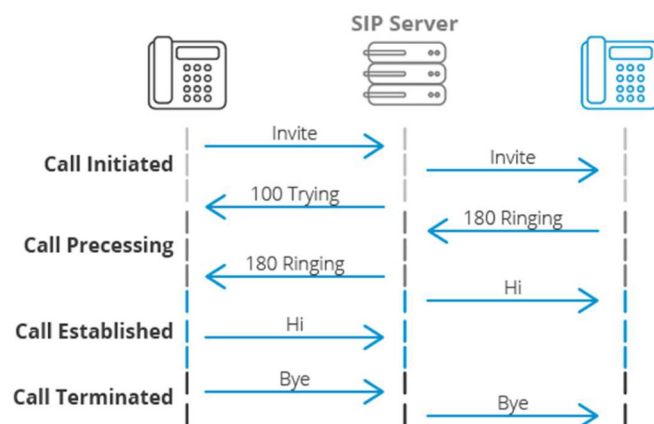 SIP Server
Invite
Call Initiated
Invite
100 Trying
180 Ringing
Call Precessing
180 Ringing
Hi
Call Established
Hi
Bye
Call Terminated
Bye